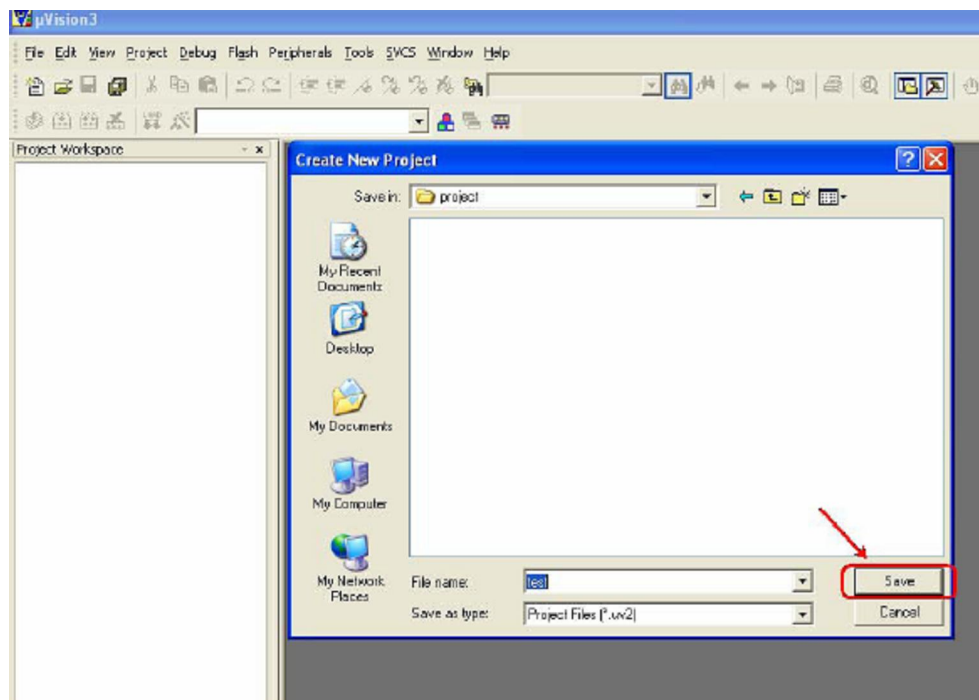 µVision3
File Edit View Project Debug Flash Peripherals Tools SVCS Window Help
Project Workspace
Create New Project
Save in: project
My Recent
Documents
Desktop
My Documents
My Computer
My Network
Places
File name: test
Save as type: Project Files (*.uv2)
Save
Cancel